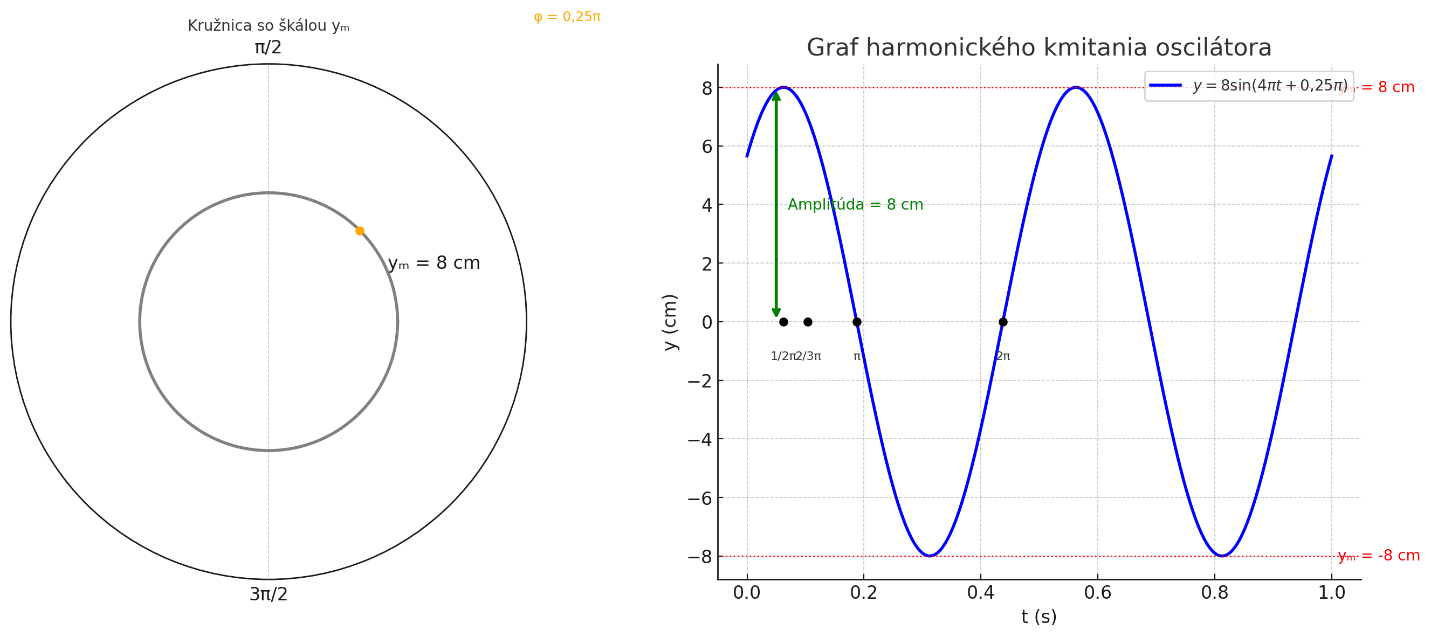 Kružnica so škálou yₘ
φ = 0,25π
π/2
yₘ = 8 cm
3π/2
Graf harmonického kmitania oscilátora
y = 8sin(4πt + 0,25π)
yₘ = 8 cm
Amplitúda = 8 cm
1/2π
2/3π
π
2π
yₘ = -8 cm
y (cm)
8
6
4
2
0
−2
−4
−6
−8
0.0
0.2
0.4
0.6
0.8
1.0
t (s)